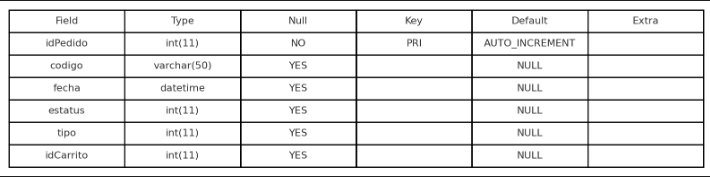 Field Type Null Key Default Extra
idPedido int(11) NO PRI AUTO_INCREMENT
codigo varchar(50) YES NULL
fecha datetime YES NULL
estatus int(11) YES NULL
tipo int(11) YES NULL
idCarrito int(11) YES NULL